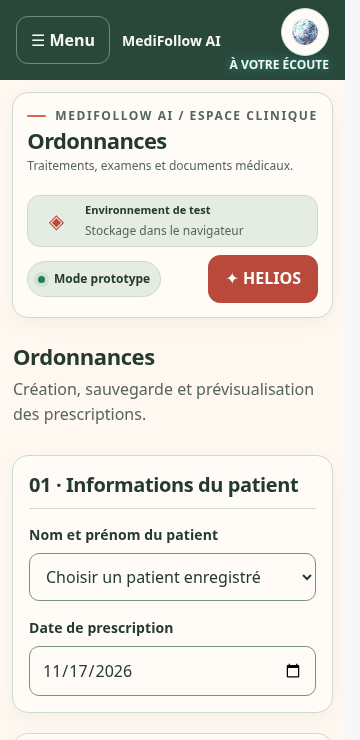 ☰ Menu
MediFollow AI
À VOTRE ÉCOUTE
MEDIFOLLOW AI / ESPACE CLINIQUE
Ordonnances
Traitements, examens et documents médicaux.
Environnement de test
Stockage dans le navigateur
Mode prototype
✦ HELIOS
Ordonnances
Création, sauvegarde et prévisualisation
des prescriptions.
01 · Informations du patient
Nom et prénom du patient
Choisir un patient enregistré
Date de prescription
11/17/2026